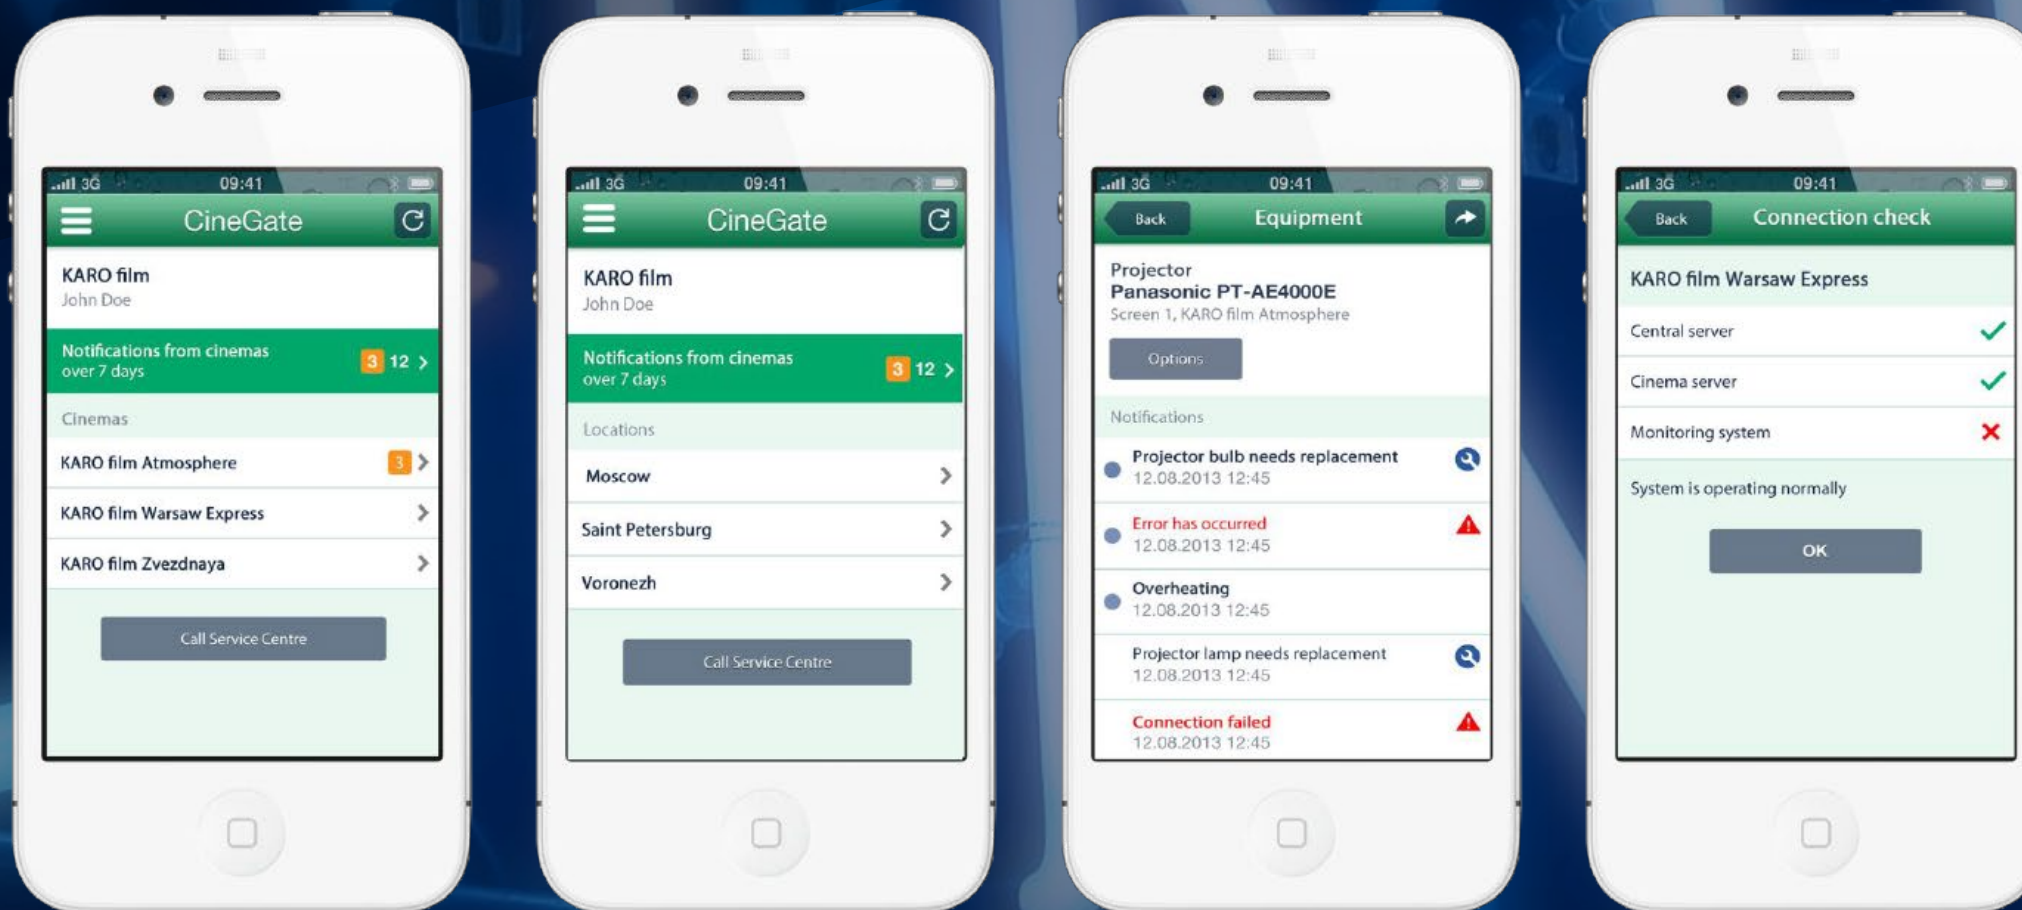 3G 09:41
CineGate
KARO film
John Doe
Notifications from cinemas
over 7 days
3 12
Cinemas
KARO film Atmosphere 3
KARO film Warsaw Express
KARO film Zvezdnaya
Call Service Centre
3G 09:41
CineGate
KARO film
John Doe
Notifications from cinemas
over 7 days
3 12
Locations
Moscow
Saint Petersburg
Voronezh
Call Service Centre
3G 09:41
Back Equipment
Projector
Panasonic PT-AE4000E
Screen 1, KARO film Atmosphere
Options
Notifications
Projector bulb needs replacement
12.08.2013 12:45
Error has occurred
12.08.2013 12:45
Overheating
12.08.2013 12:45
Projector lamp needs replacement
12.08.2013 12:45
Connection failed
12.08.2013 12:45
3G 09:41
Back Connection check
KARO film Warsaw Express
Central server
Cinema server
Monitoring system
System is operating normally
OK